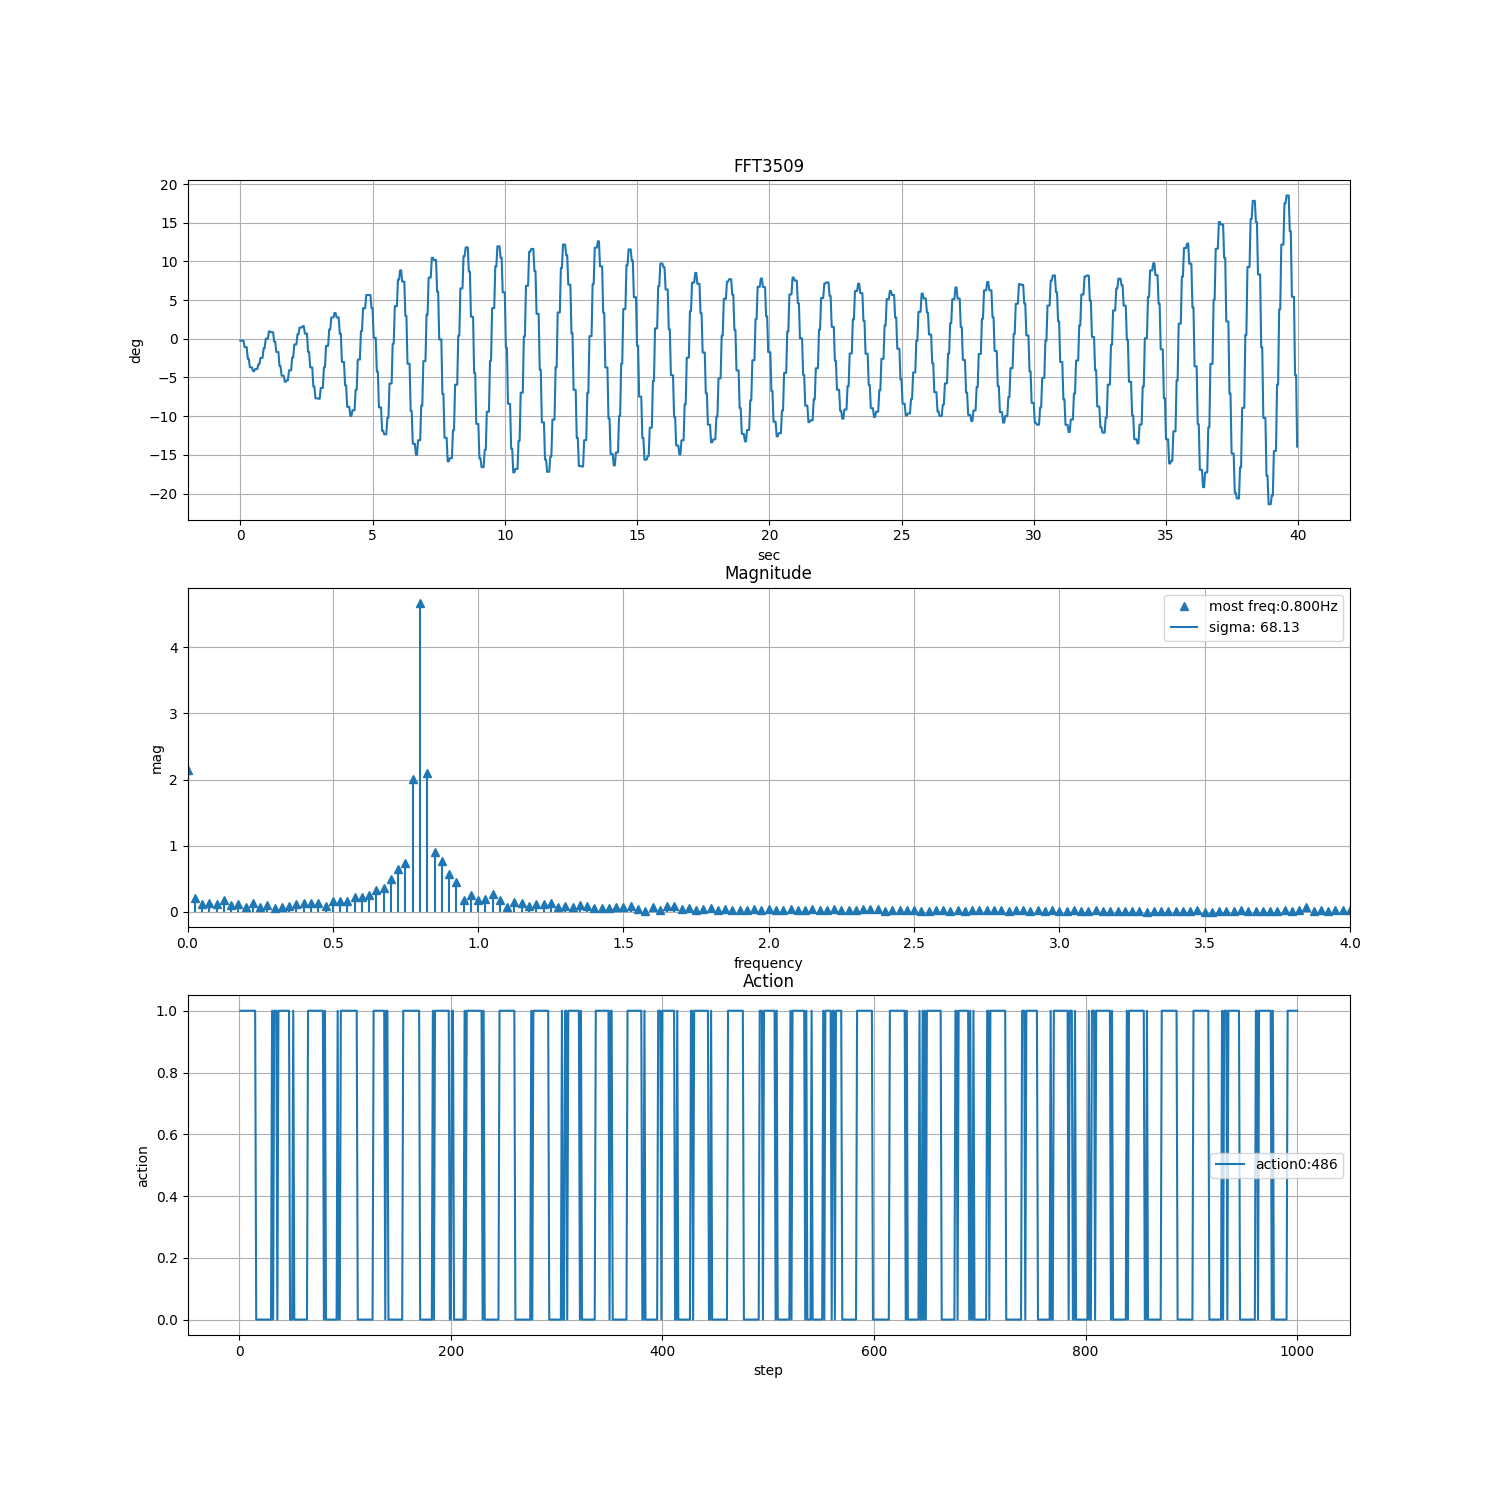 FFT3509
20
15
10
5
0
−5
−10
−15
−20
deg
0 5 10 15 20 25 30 35 40
sec
Magnitude
most freq:0.800Hz
sigma: 68.13
4
3
2
1
0
mag
0.0 0.5 1.0 1.5 2.0 2.5 3.0 3.5 4.0
frequency
Action
1.0
0.8
0.6
0.4
0.2
0.0
action
action0:486
0 200 400 600 800 1000
step